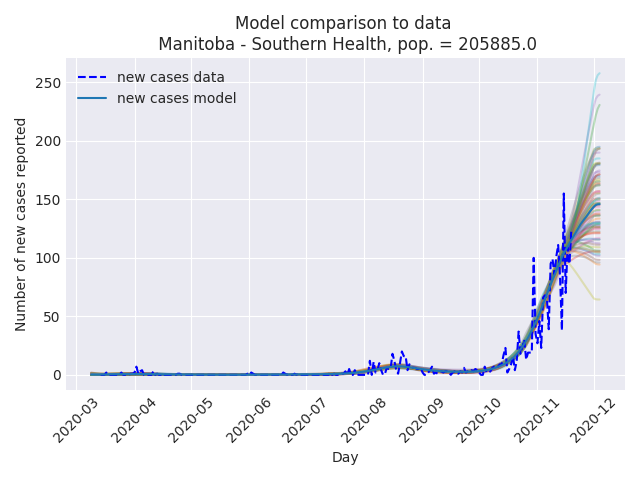 Model comparison to data
Manitoba - Southern Health, pop. = 205885.0
new cases data
new cases model
Number of new cases reported
250
200
150
100
50
0
2020-03
2020-04
2020-05
2020-06
2020-07
2020-08
2020-09
2020-10
2020-11
2020-12
Day